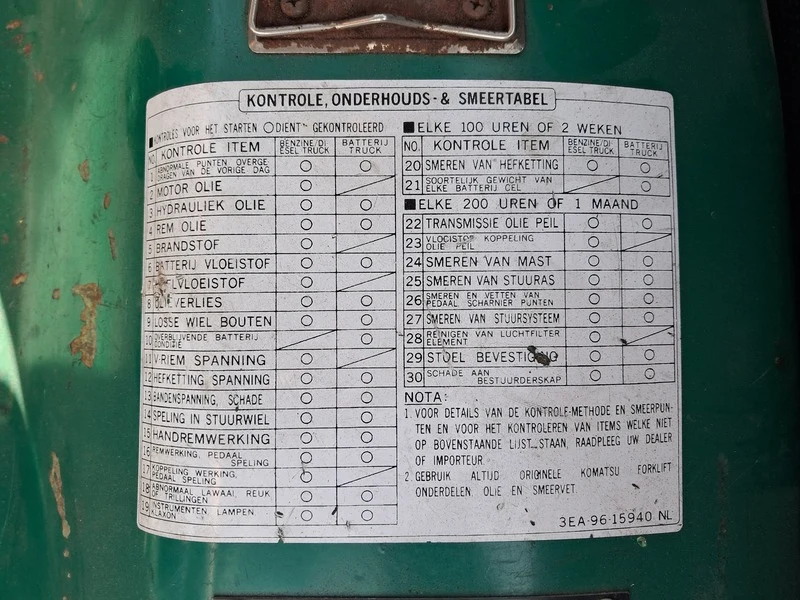 KONTROLE, ONDERHOUDS- & SMEERTABEL
■KONTROLES VOOR HET STARTEN ○DIENT GEKONTROLEERD
NO. KONTROLE ITEM BENZINE/DIESEL TRUCK BATTERIJ TRUCK
1 ABNORMALE PUNTEN OVERGEDRAGEN VAN DE VORIGE DAG ○ ○
2 MOTOR OLIE ○
3 HYDRAULIEK OLIE ○ ○
4 REM OLIE ○ ○
5 BRANDSTOF ○
6 BATTERIJ VLOEISTOF ○ ○
7 VLOEISTOF ○
8 OLIEVERLIES ○ ○
9 LOSSE WIEL BOUTEN ○ ○
10 OVERBLIJVENDE BATTERIJ CONDITIE ○
11 V-RIEM SPANNING ○
12 HEFKETTING SPANNING ○ ○
13 BANDENSPANNING, SCHADE ○ ○
14 SPELING IN STUURWIEL ○ ○
15 HANDREMWERKING ○ ○
16 REMWERKING, PEDAAL SPELING ○ ○
17 KOPPELING WERKING, PEDAAL SPELING ○
18 ABNORMAAL LAWAAI, REUK OF TRILLINGEN ○ ○
19 INSTRUMENTEN LAMPEN KLAXON ○ ○
■ELKE 100 UREN OF 2 WEKEN
NO. KONTROLE ITEM BENZINE/DIESEL TRUCK BATTERIJ TRUCK
20 SMEREN VAN HEFKETTING ○ ○
21 SOORTELIJK GEWICHT VAN ELKE BATTERIJ CEL ○
■ELKE 200 UREN OF 1 MAAND
22 TRANSMISSIE OLIE PEIL ○ ○
23 VLOEISTOF KOPPELING OLIE PEIL ○
24 SMEREN VAN MAST ○ ○
25 SMEREN VAN STUURAS ○ ○
26 SMEREN EN VETTEN VAN PEDAAL SCHARNIER PUNTEN ○ ○
27 SMEREN VAN STUURSYSTEEM ○ ○
28 REINIGEN VAN LUCHTFILTER ELEMENT ○
29 STOEL BEVESTIGING ○ ○
30 SCHADE AAN BESTUURDERSKAP ○ ○
NOTA:
1. VOOR DETAILS VAN DE KONTROLE-METHODE EN SMEERPUN-
TEN EN VOOR HET KONTROLEREN VAN ITEMS WELKE NIET
OP BOVENSTAANDE LIJST STAAN, RAADPLEEG UW DEALER
OF IMPORTEUR.
2. GEBRUIK ALTIJD ORIGINELE KOMATSU FORKLIFT
ONDERDELEN, OLIE EN SMEERVET.
3EA-96-15940 NL